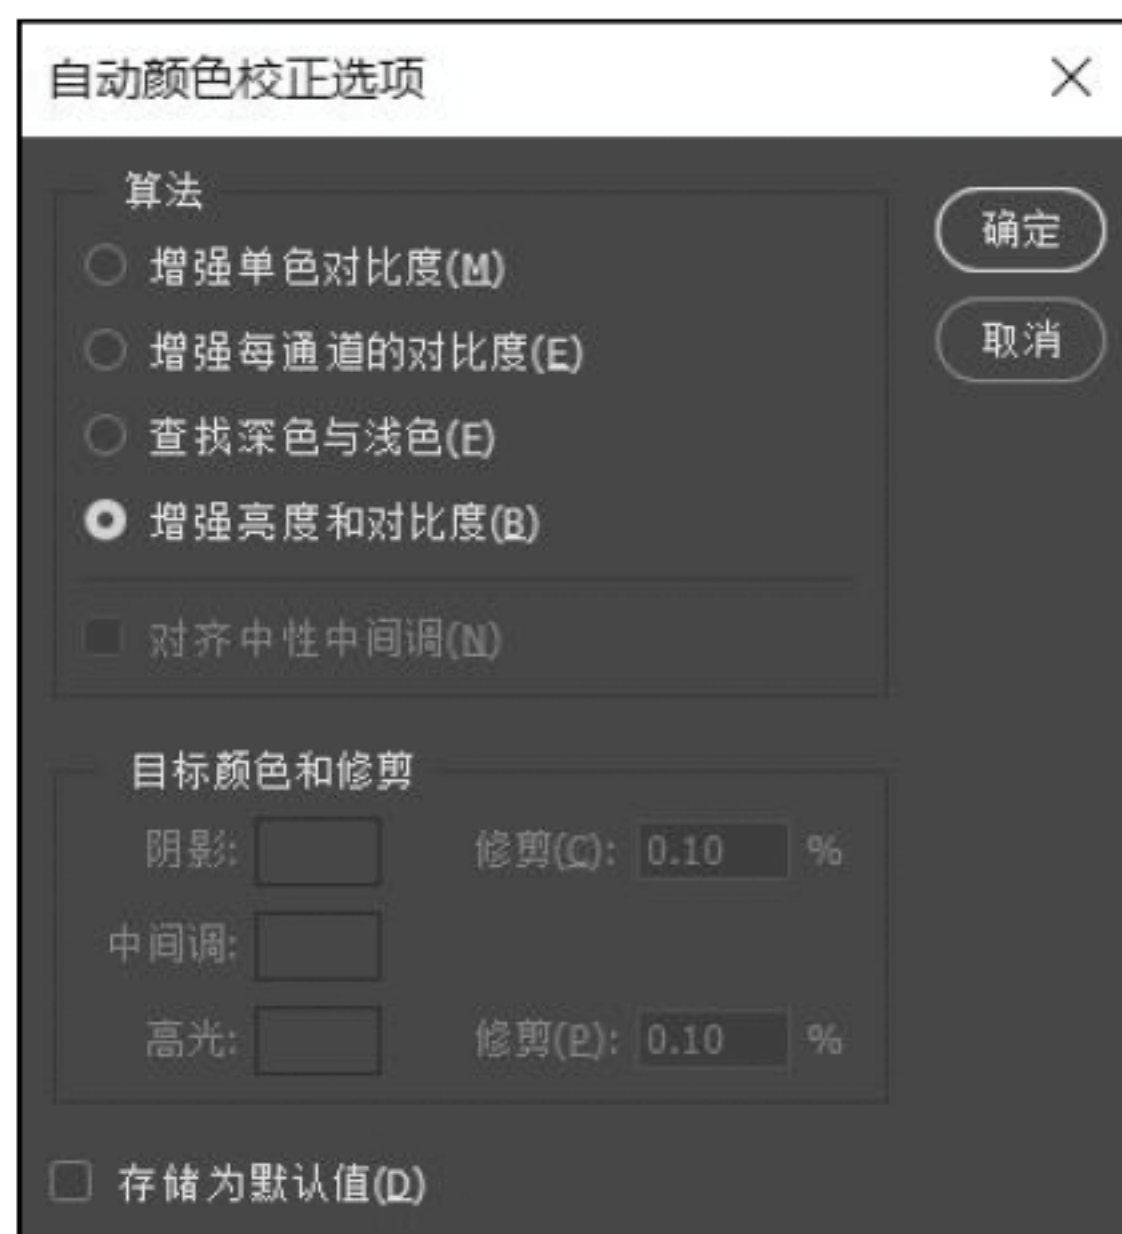 自动颜色校正选项
算法
增强单色对比度(M)
增强每通道的对比度(E)
查找深色与浅色(F)
增强亮度和对比度(B)
对齐中性中间调(N)
确定
取消
目标颜色和修剪
阴影: 修剪(C): 0.10 %
中间调:
高光: 修剪(P): 0.10 %
存储为默认值(D)